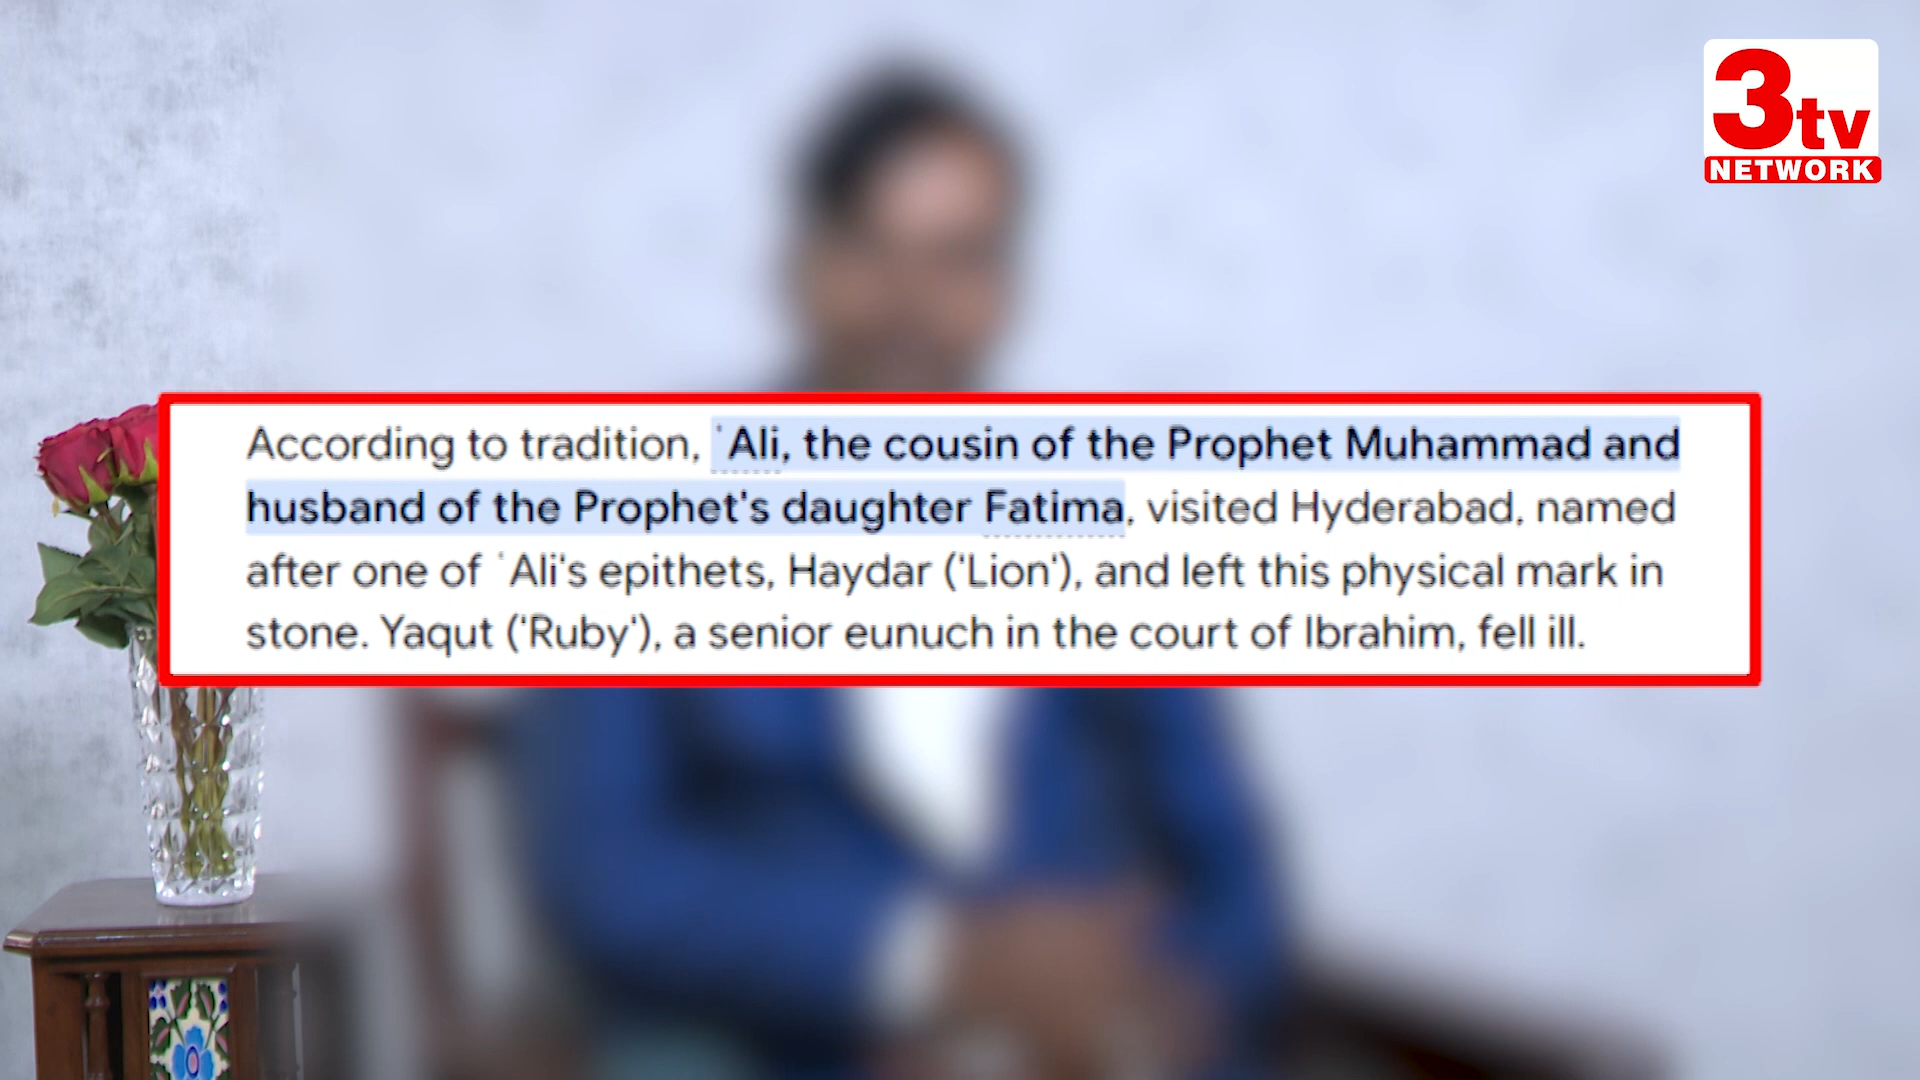 3tv
NETWORK
According to tradition, ʿAli, the cousin of the Prophet Muhammad and
husband of the Prophet's daughter Fatima, visited Hyderabad, named
after one of ʿAli's epithets, Haydar ('Lion'), and left this physical mark in
stone. Yaqut ('Ruby'), a senior eunuch in the court of Ibrahim, fell ill.